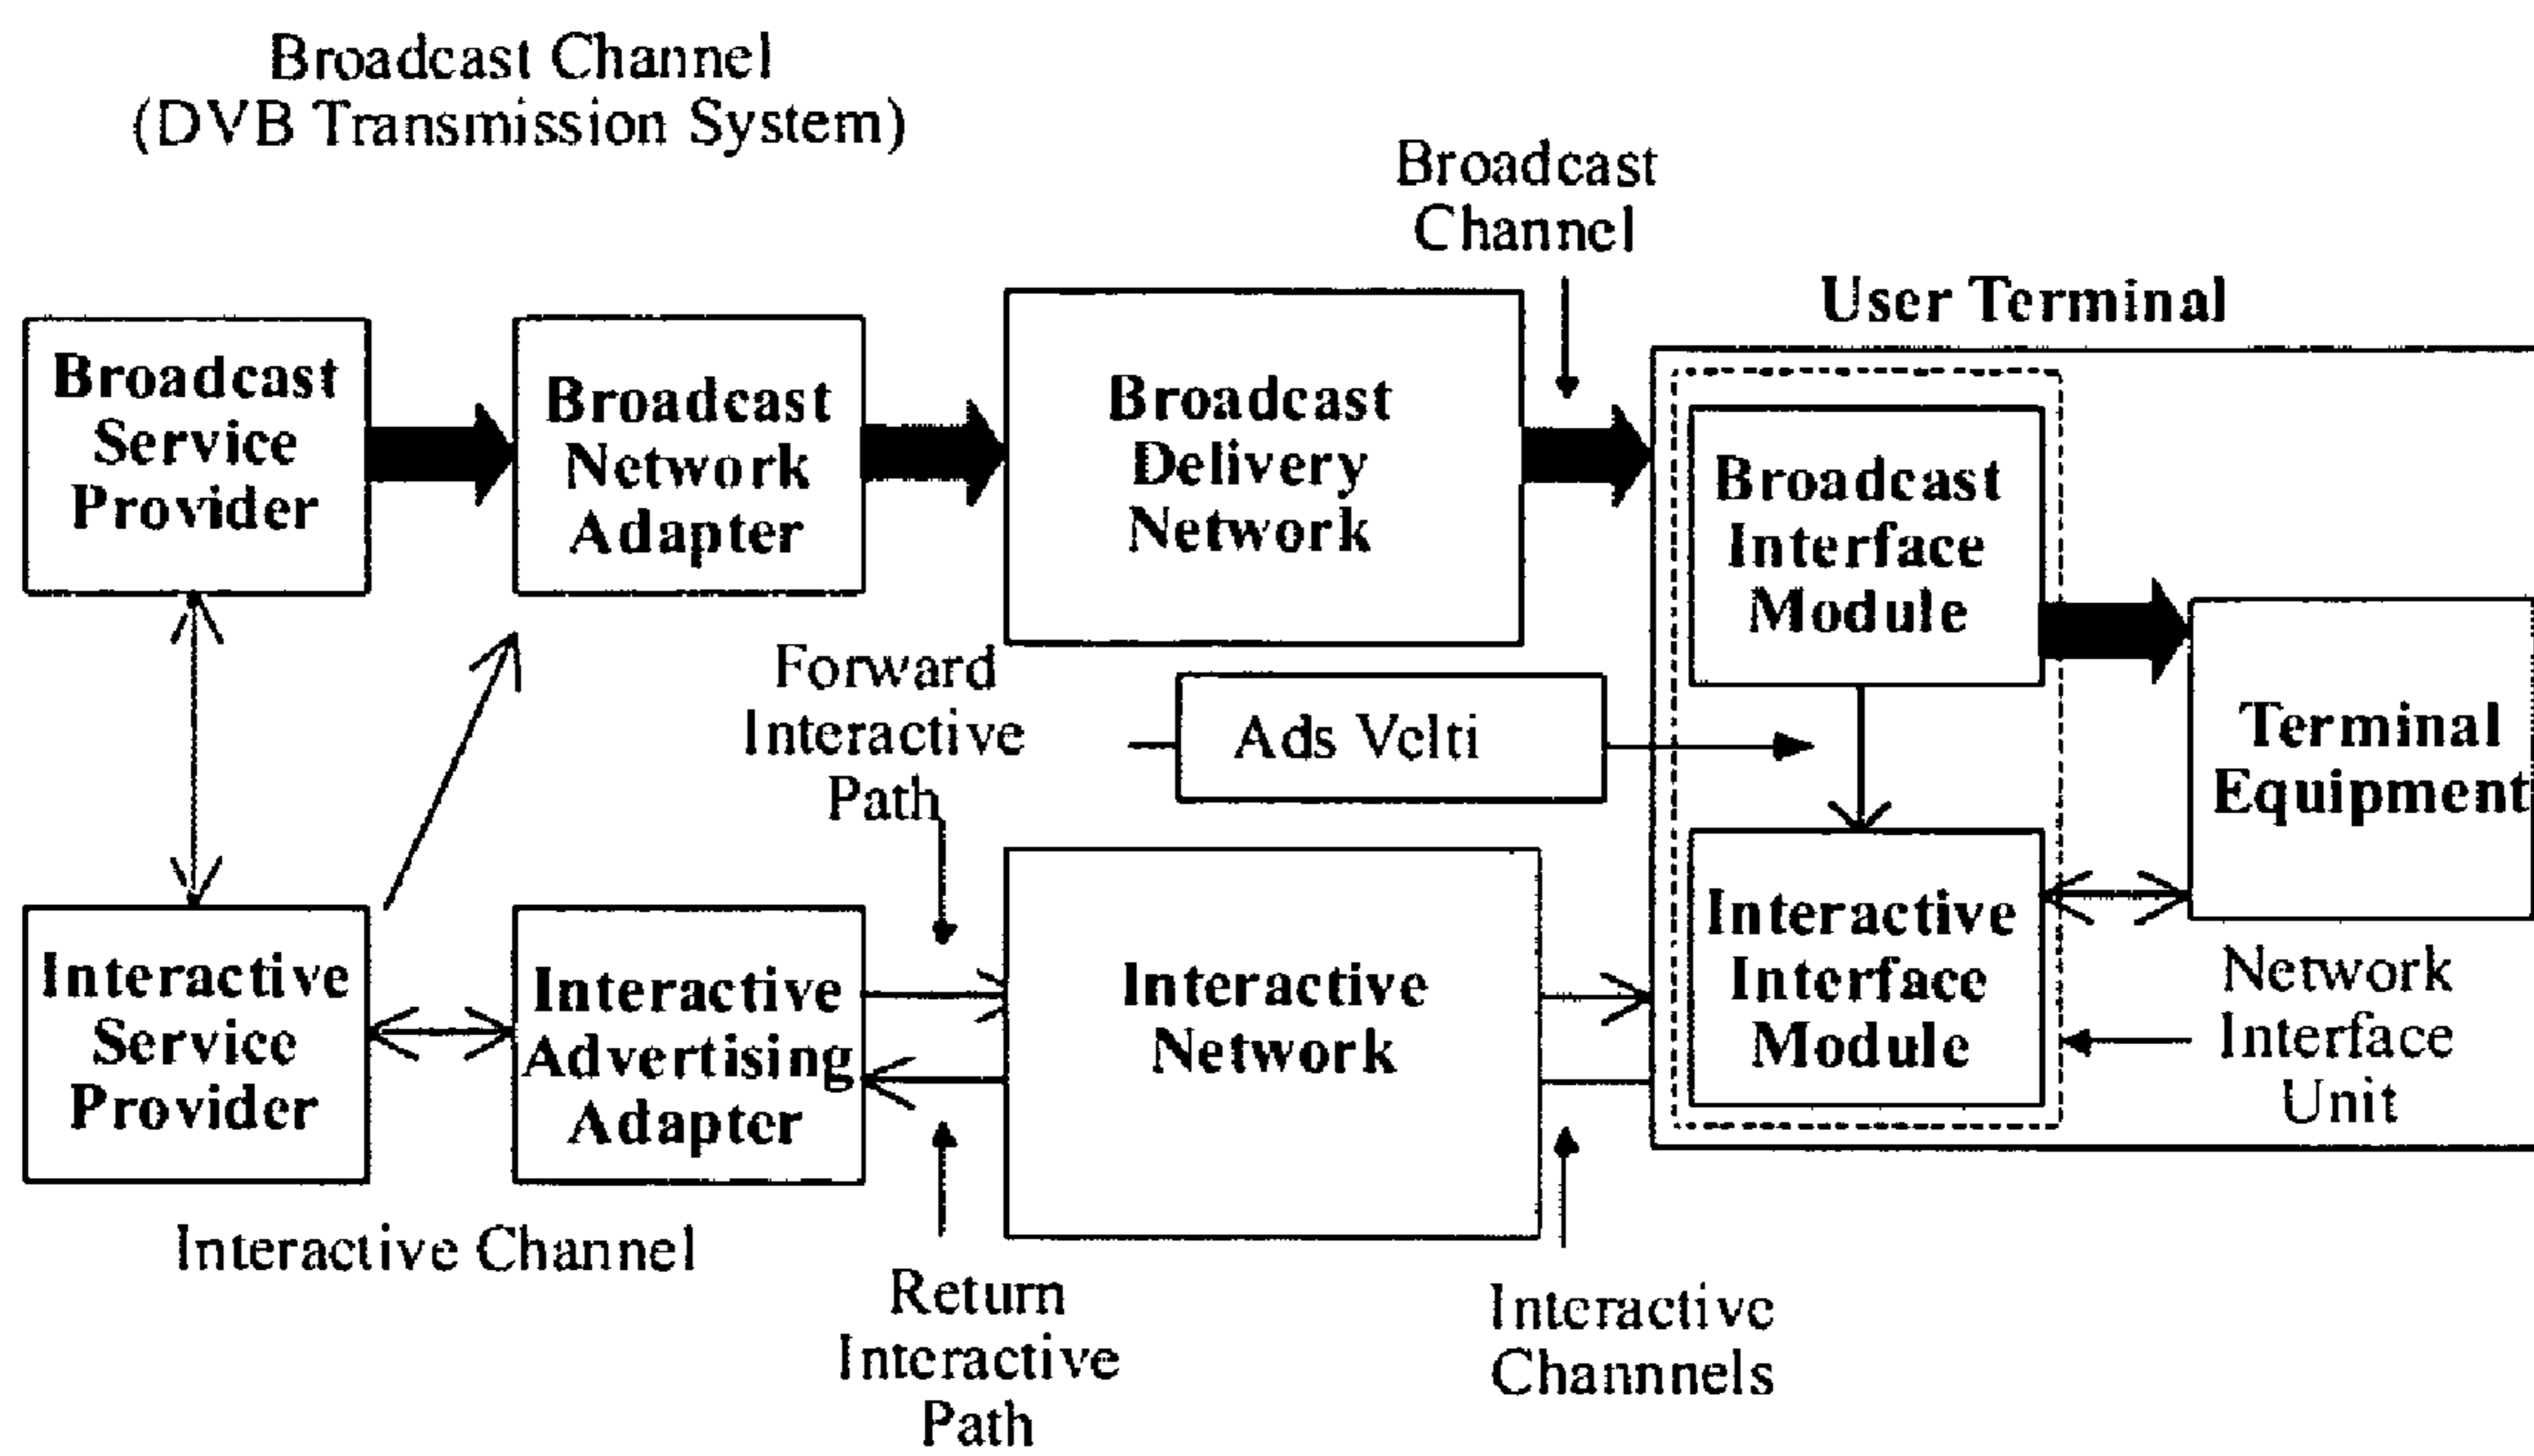 Broadcast Channel
(DVB Transmission System)
Broadcast
Channel
User Terminal
Broadcast
Service
Provider
Broadcast
Network
Adapter
Broadcast
Delivery
Network
Broadcast
Interface
Module
Forward
Interactive
Path
Ads Velti
Terminal
Equipment
Interactive
Service
Provider
Interactive
Advertising
Adapter
Interactive
Network
Interactive
Interface
Module
Network
Interface
Unit
Interactive Channel
Return
Interactive
Path
Interactive
Channnels